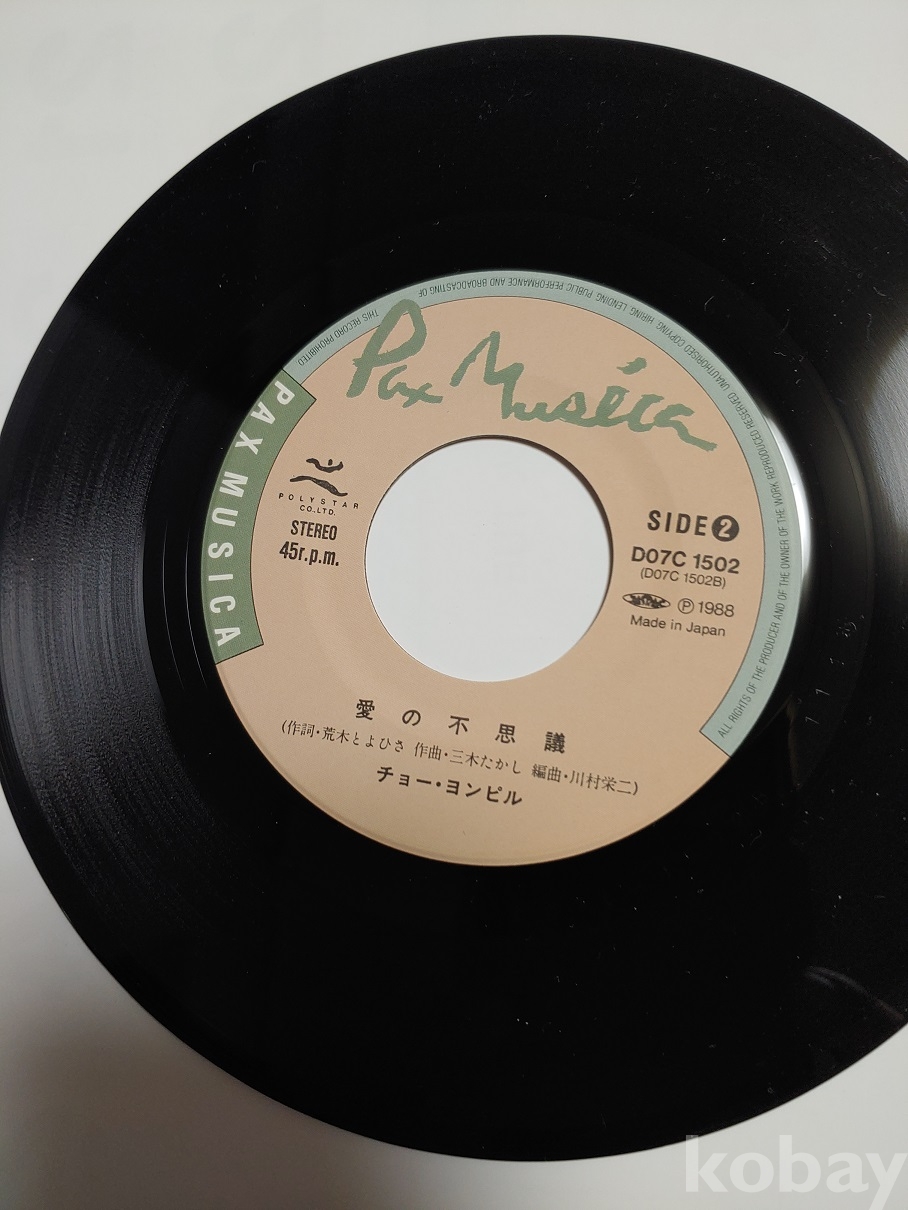 THIS RECORD PROHIBITED
UNAUTHORISED COPYING, HIRING, LENDING, PUBLIC PERFORMANCE AND BROADCASTING OF
ALL RIGHTS OF THE PRODUCER AND OF THE OWNER OF THE WORK REPRODUCED RESERVED.
Pax Musica
PAX MUSICA
POLYSTAR
CO.,LTD.
STEREO
45r.p.m.
SIDE 2
D07C 1502
(D07C 1502B)
Ⓟ 1988
Made in Japan
愛の不思議
(作詞・荒木とよひさ 作曲・三木たかし 編曲・川村栄二)
チョー・ヨンピル
kobay